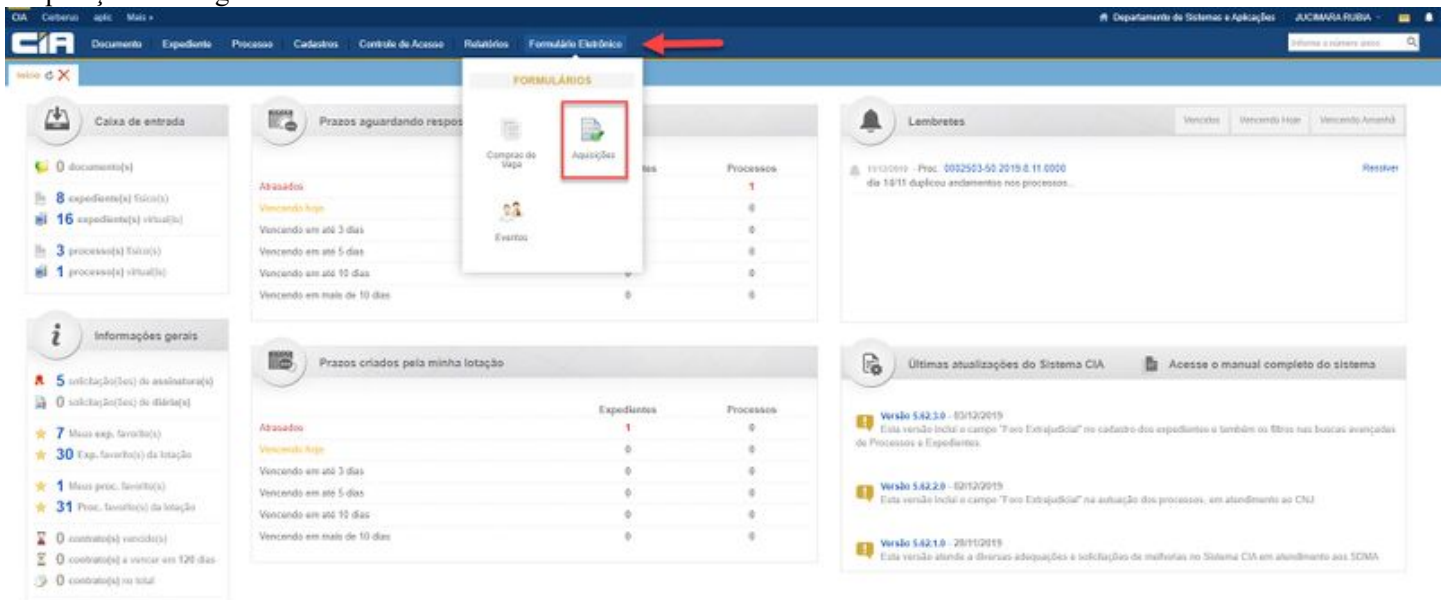 CIA Cerberus aplic Mais »
Departamento de Sistemas e Aplicações JUCIMARA RUBIA
CIA Documento Expediente Processo Cadastros Controle de Acesso Relatórios Formulário Eletrônico
Informe o número único
Início
FORMULÁRIOS
Compras do Vepa
Aquisições
Eventos
Caixa de entrada
0 documento(s)
8 expediente(s) físico(s)
16 expediente(s) virtual(is)
3 processo(s) físico(s)
1 processo(s) virtual(is)
Prazos aguardando respos
Processos
Atrasados 1
Vencendo hoje 0
Vencendo em até 3 dias 0
Vencendo em até 5 dias 0
Vencendo em até 10 dias 0 0
Vencendo em mais de 10 dias 0 0
Lembretes
Vencidos Vencendo Hoje Vencendo Amanhã
Proc. 0002503-50.2019.8.11.0000 Resolver
dia 14/11 duplicou andamentos nos processos...
Informações gerais
5 solicitação(ões) de assinatura(s)
0 solicitação(ões) de diária(s)
7 Meus exp. favorito(s)
30 Exp. favorito(s) da lotação
1 Meus proc. favorito(s)
31 Proc. favorito(s) da lotação
0 contrato(s) vencido(s)
0 contrato(s) a vencer em 120 dias
0 contrato(s) no total
Prazos criados pela minha lotação
Expedientes Processos
Atrasados 1 0
Vencendo hoje 0 0
Vencendo em até 3 dias 0 0
Vencendo em até 5 dias 0 0
Vencendo em até 10 dias 0 0
Vencendo em mais de 10 dias 0 0
Últimas atualizações do Sistema CIA Acesse o manual completo do sistema
Versão 5.62.3.0 - 03/12/2019
Esta versão inclui o campo "Foro Extrajudicial" no cadastro dos expedientes e também os filtros nas buscas avançadas
de Processos e Expedientes.
Versão 5.62.2.0 - 02/12/2019
Esta versão inclui o campo "Foro Extrajudicial" na autuação dos processos, em atendimento ao CNJ
Versão 5.62.1.0 - 28/11/2019
Esta versão atende a diversas adequações e solicitações de melhorias no Sistema CIA em atendimento aos SDMA